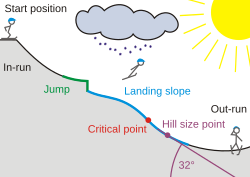 Start position
In-run
Jump
Landing slope
Critical point
Hill size point
Out-run
32°